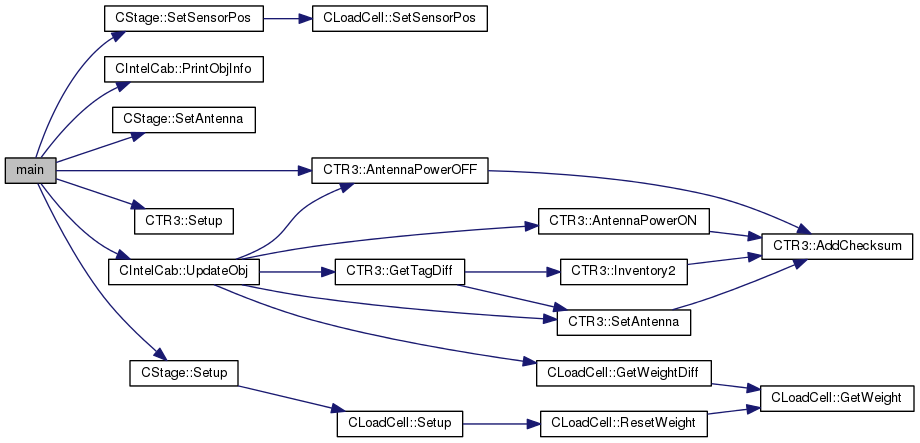 CStage::SetSensorPos
CLoadCell::SetSensorPos
CIntelCab::PrintObjInfo
CStage::SetAntenna
main
CTR3::AntennaPowerOFF
CTR3::Setup
CTR3::AntennaPowerON
CTR3::AddChecksum
CIntelCab::UpdateObj
CTR3::GetTagDiff
CTR3::Inventory2
CTR3::SetAntenna
CStage::Setup
CLoadCell::GetWeightDiff
CLoadCell::GetWeight
CLoadCell::Setup
CLoadCell::ResetWeight